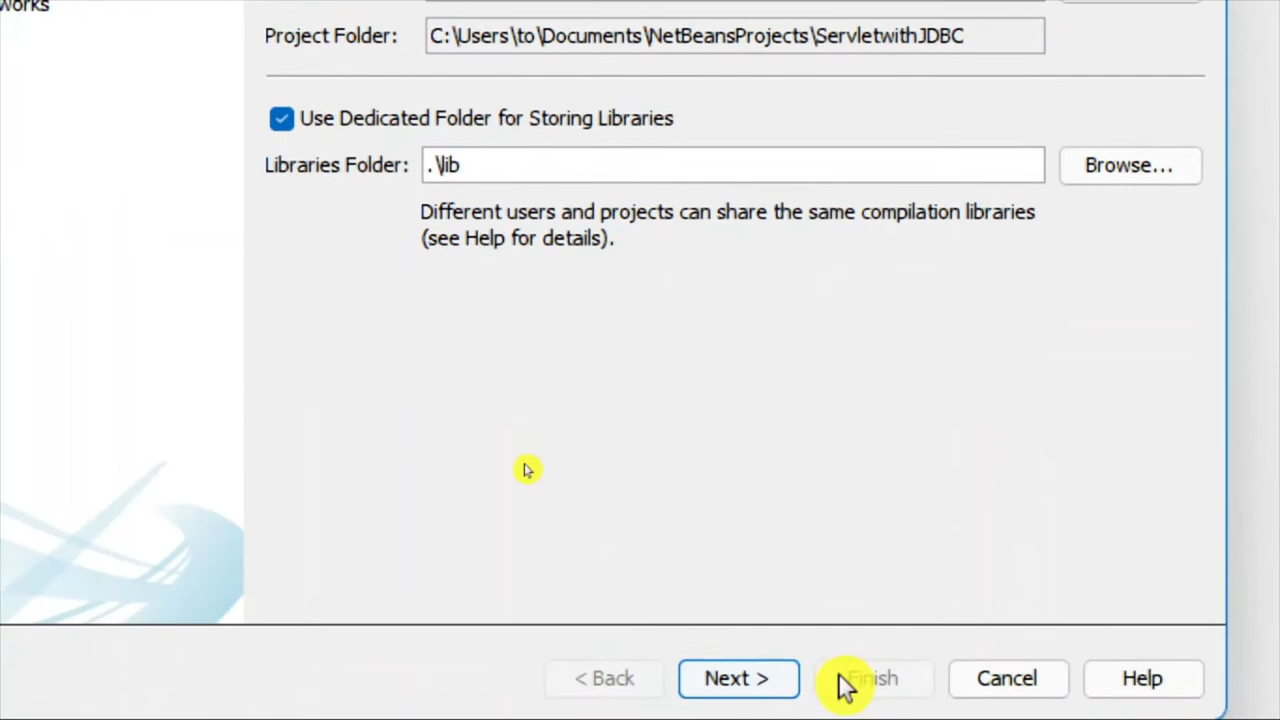 Project Folder: C:\Users\to\Documents\NetBeansProjects\ServletwithJDBC
Use Dedicated Folder for Storing Libraries
Libraries Folder: .\lib Browse...
Different users and projects can share the same compilation libraries
(see Help for details).
< Back Next > Finish Cancel Help